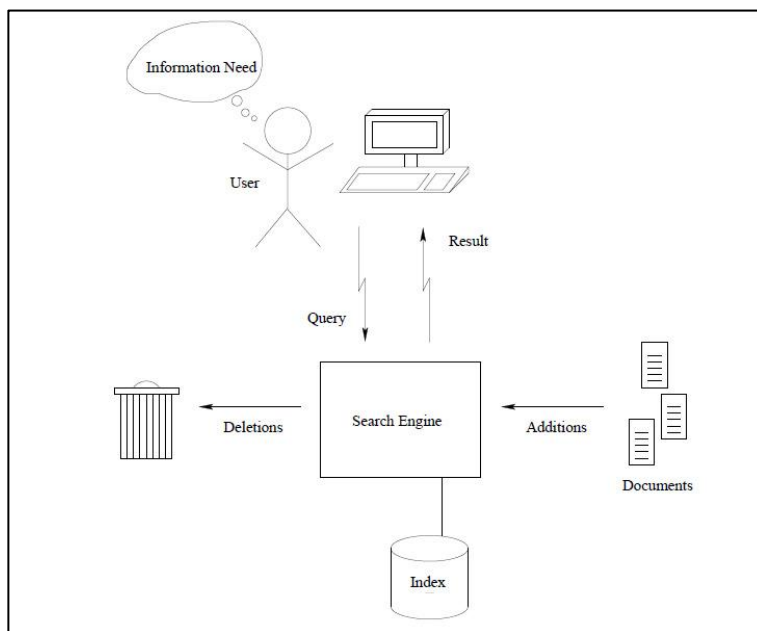 Information Need
User
Result
Query
Search Engine
Deletions
Additions
Documents
Index